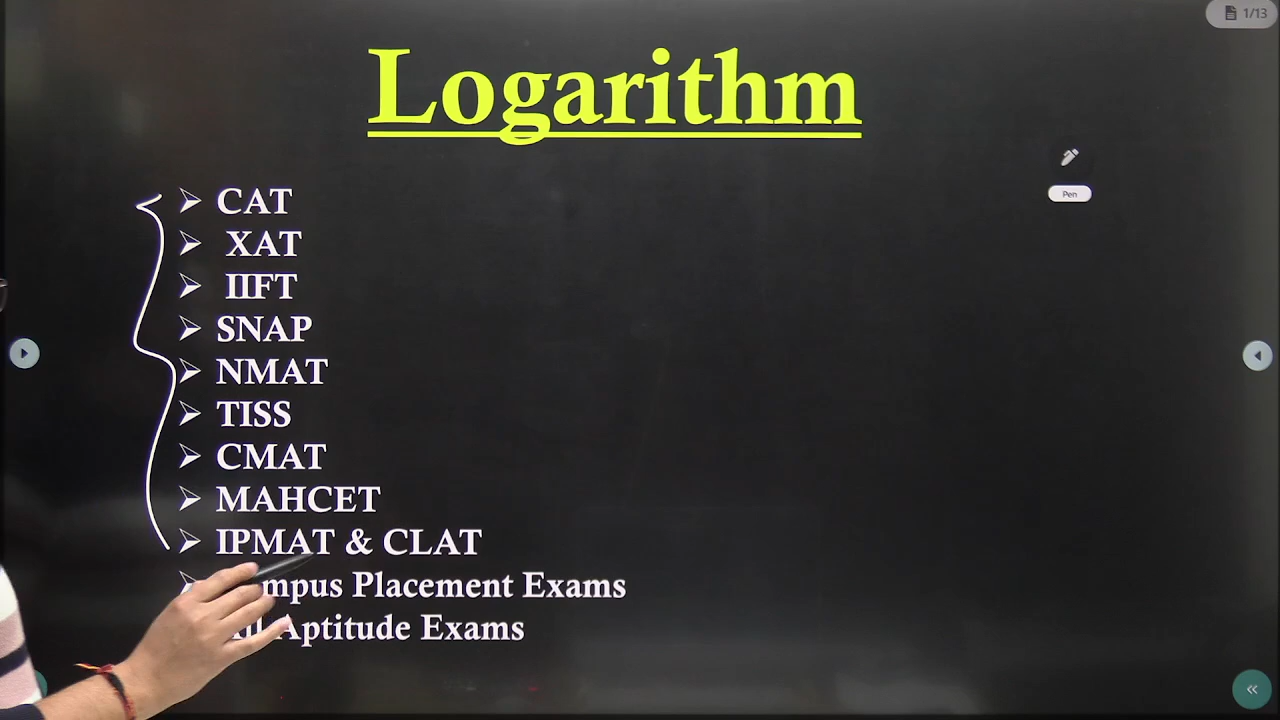 1/13
Logarithm
Pen
CAT
XAT
IIFT
SNAP
NMAT
TISS
CMAT
MAHCET
IPMAT & CLAT
Placement Exams
Aptitude Exams